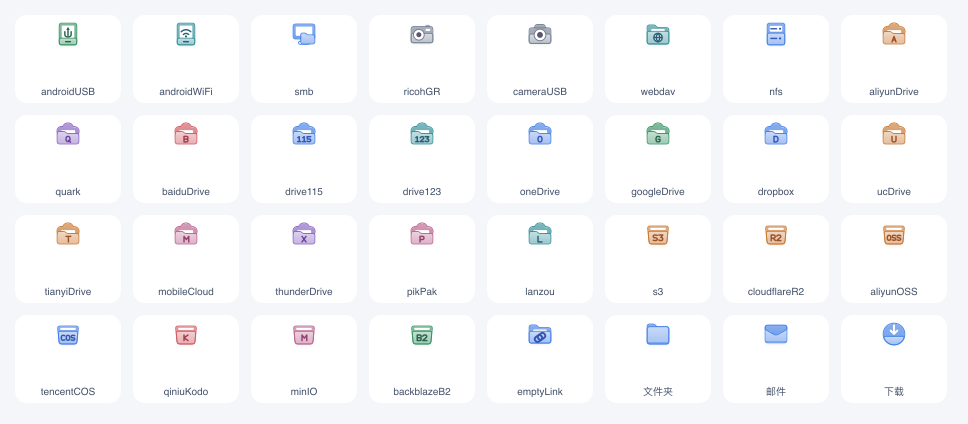 androidUSB androidWiFi smb ricohGR cameraUSB webdav nfs A aliyunDrive
Q quark B baiduDrive 115 drive115 123 drive123 O oneDrive G googleDrive D dropbox U ucDrive
T tianyiDrive M mobileCloud X thunderDrive P pikPak L lanzou S3 s3 R2 cloudflareR2 OSS aliyunOSS
COS tencentCOS K qiniuKodo M minIO B2 backblazeB2 emptyLink 文件夹 邮件 下载